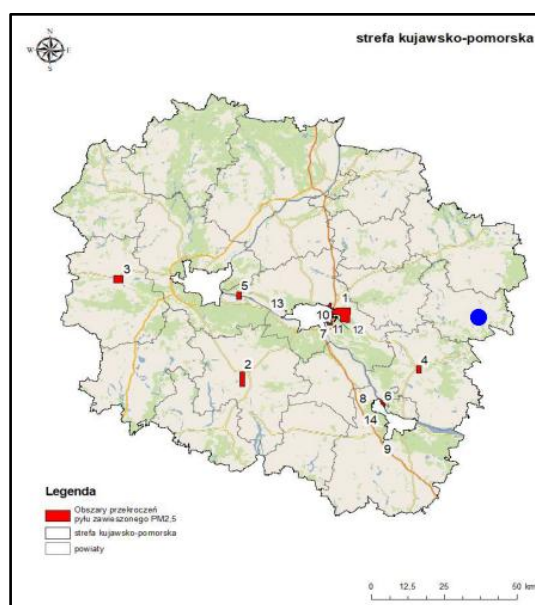 strefa kujawsko-pomorska
N
W
E
S
3
5
13
10
1
7
11
12
2
4
8
6
14
9
Legenda
Obszary przekroczeń
pyłu zawieszonego PM2,5
strefa kujawsko-pomorska
powiaty
0 12,5 25 50 km